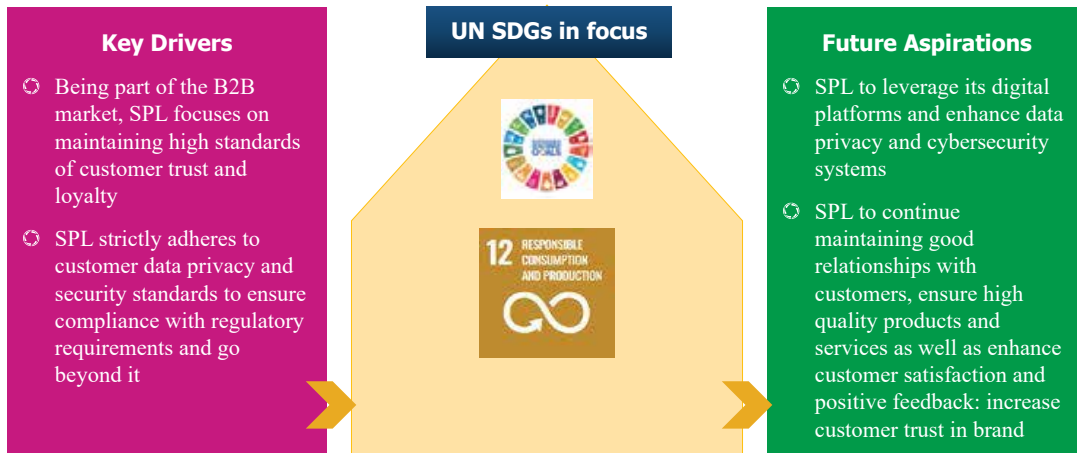 Key Drivers
Being part of the B2B
market, SPL focuses on
maintaining high standards
of customer trust and
loyalty
SPL strictly adheres to
customer data privacy and
security standards to ensure
compliance with regulatory
requirements and go
beyond it
UN SDGs in focus
12 RESPONSIBLE
CONSUMPTION
AND PRODUCTION
Future Aspirations
SPL to leverage its digital
platforms and enhance data
privacy and cybersecurity
systems
SPL to continue
maintaining good
relationships with
customers, ensure high
quality products and
services as well as enhance
customer satisfaction and
positive feedback: increase
customer trust in brand